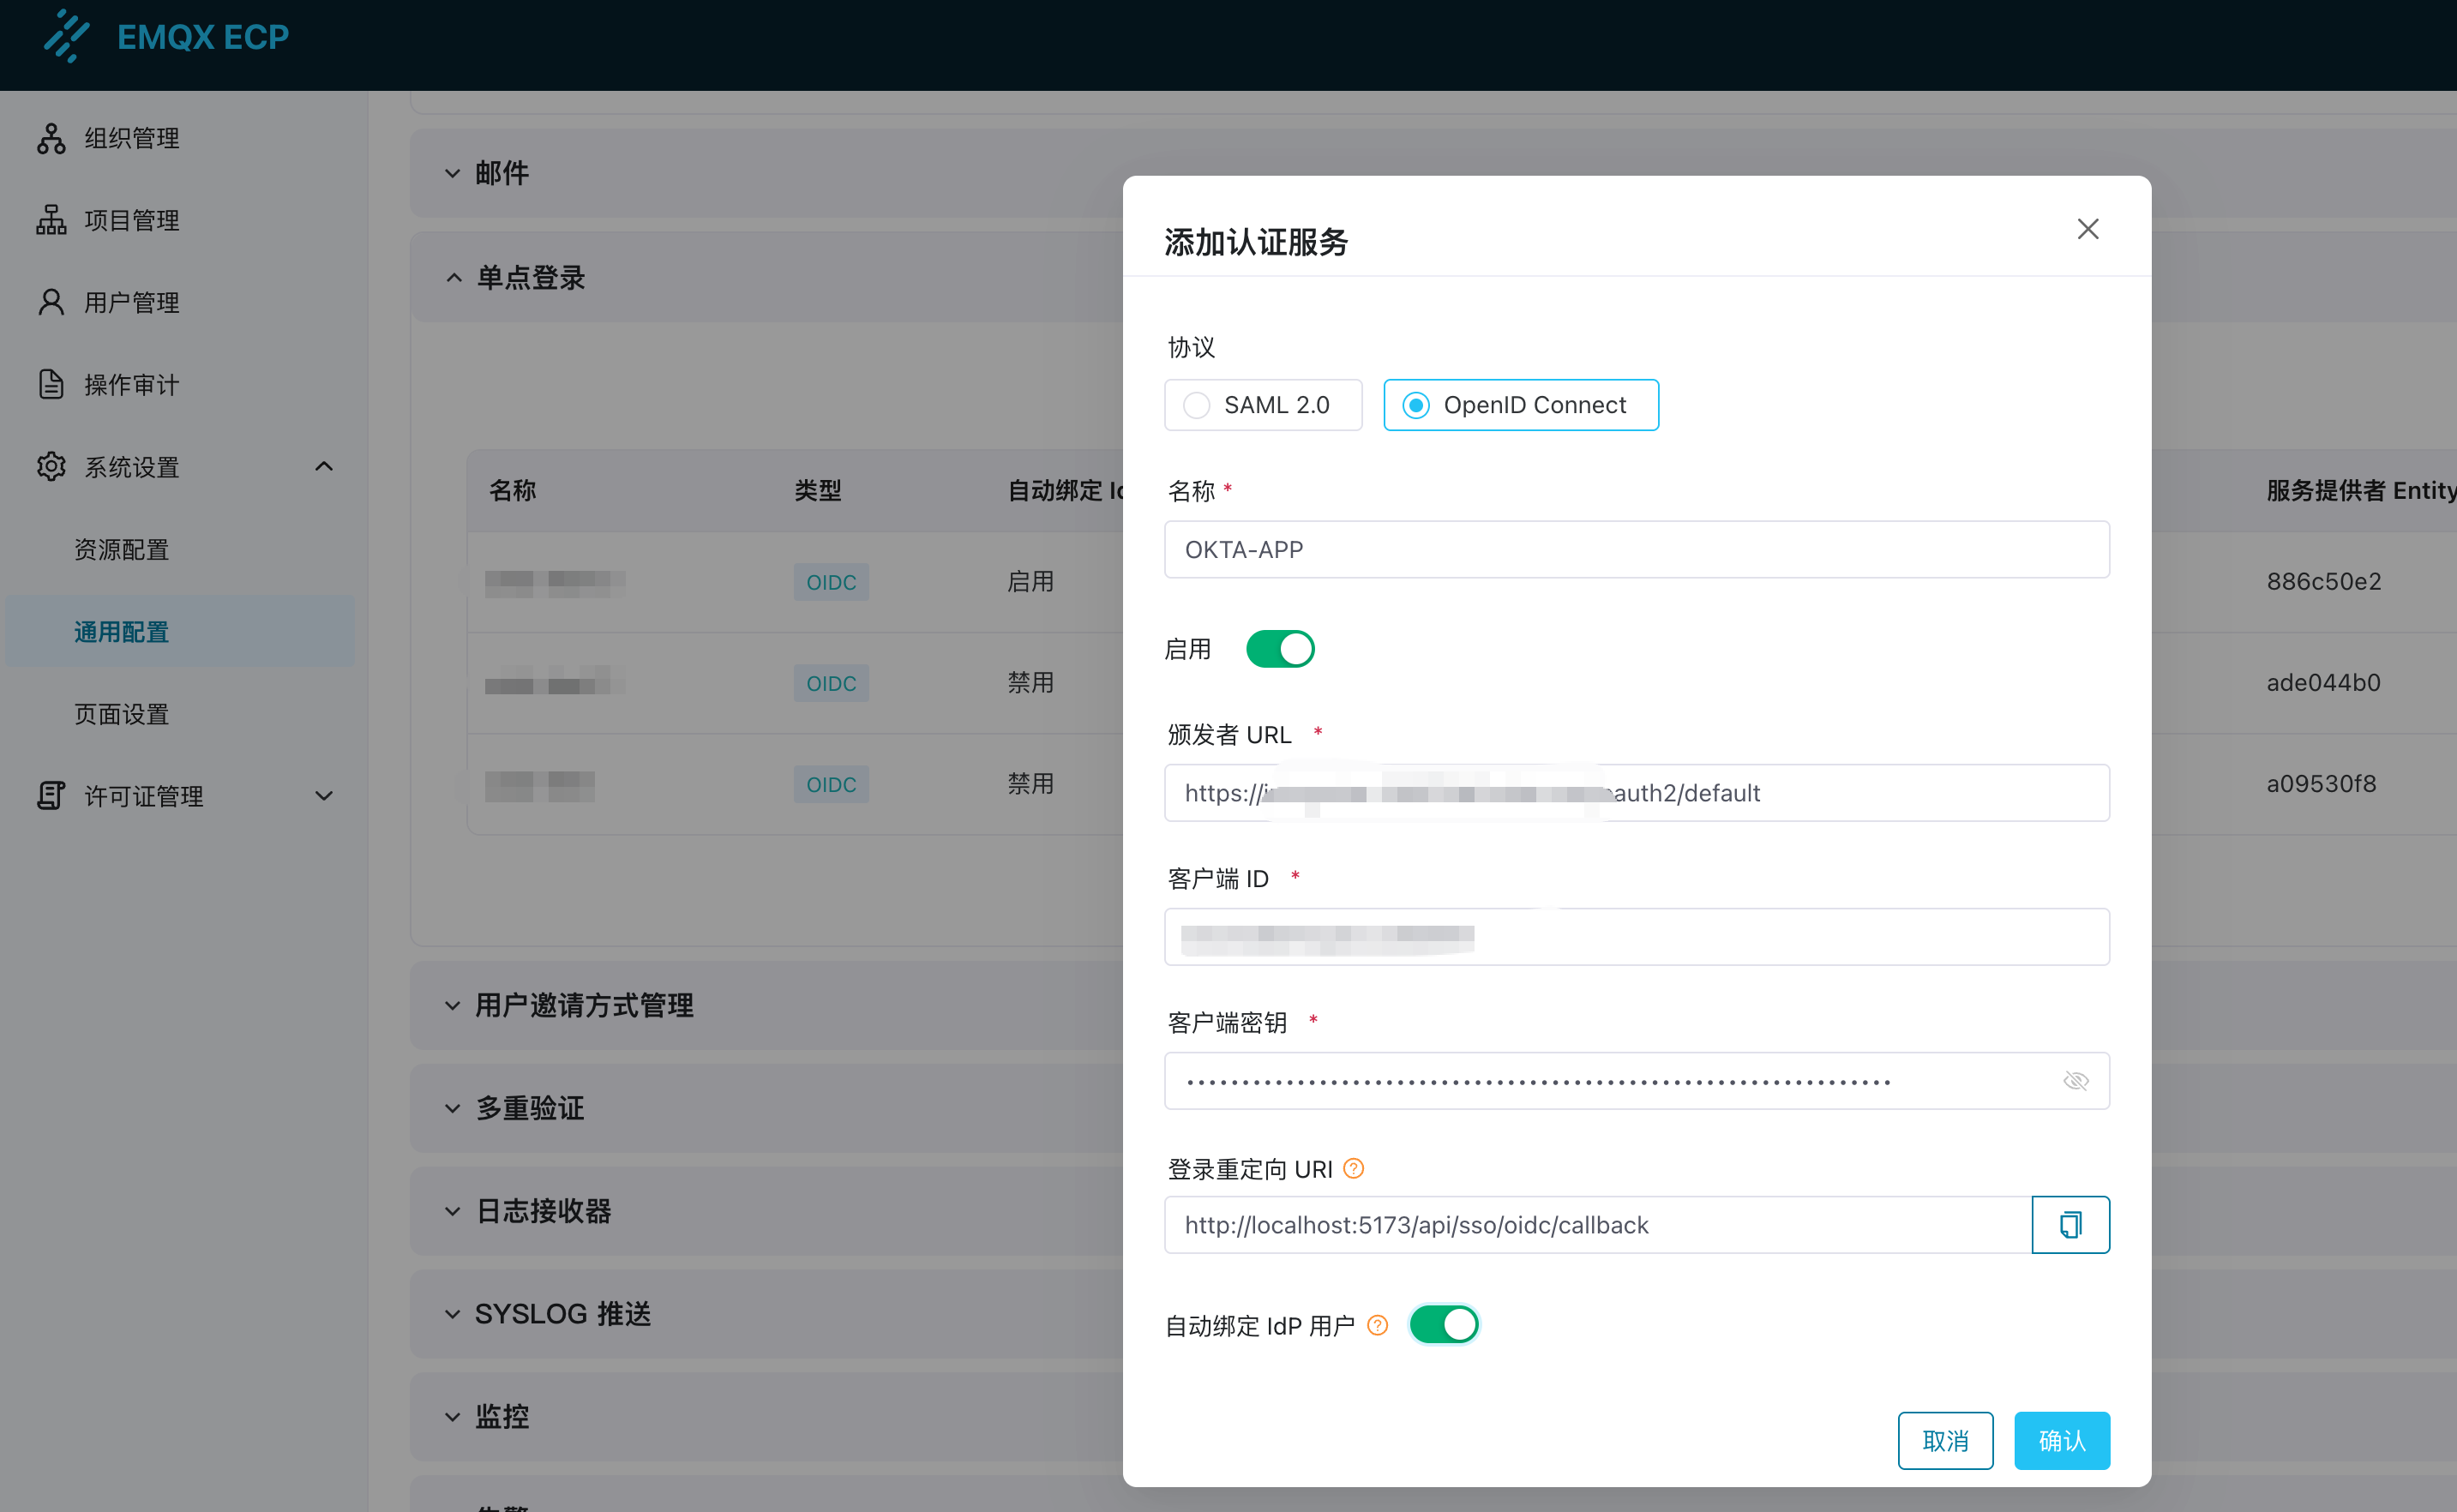 EMQX ECP
组织管理
项目管理
用户管理
操作审计
系统设置
资源配置
通用配置
页面设置
许可证管理
邮件
单点登录
名称 类型 自动绑定 服务提供者 Entity
OIDC 启用 886c50e2
OIDC 禁用 ade044b0
OIDC 禁用 a09530f8
用户邀请方式管理
多重验证
日志接收器
SYSLOG 推送
监控
添加认证服务
协议
SAML 2.0 OpenID Connect
名称 *
OKTA-APP
启用
颁发者 URL *
https:// auth2/default
客户端 ID *
客户端密钥 *
登录重定向 URI
http://localhost:5173/api/sso/oidc/callback
自动绑定 IdP 用户
取消 确认